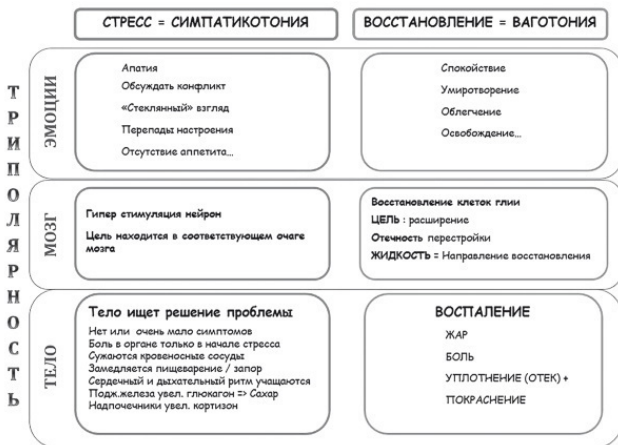 СТРЕСС = СИМПАТИКОТОНИЯ
ВОССТАНОВЛЕНИЕ = ВАГОТОНИЯ
ТРИПОЛЯРНОСТЬ
ЭМОЦИИ
Апатия
Обсуждать конфликт
«Стеклянный» взгляд
Перепады настроения
Отсутствие аппетита...
Спокойствие
Умиротворение
Облегчение
Освобождение...
МОЗГ
Гипер стимуляция нейрон
Цель находится в соответствующем очаге
мозга
Восстановление клеток глии
ЦЕЛЬ : расширение
Отечность перестройки
ЖИДКОСТЬ = Направление восстановления
ТЕЛО
Тело ищет решение проблемы
Нет или очень мало симптомов
Боль в органе только в начале стресса
Сужаются кровеносные сосуды
Замедляется пищеварение / запор
Сердечный и дыхательный ритм учащаются
Подж.железа увел. глюкагон => Сахар
Надпочечники увел. кортизон
ВОСПАЛЕНИЕ
ЖАР
БОЛЬ
УПЛОТНЕНИЕ (ОТЕК) +
ПОКРАСНЕНИЕ